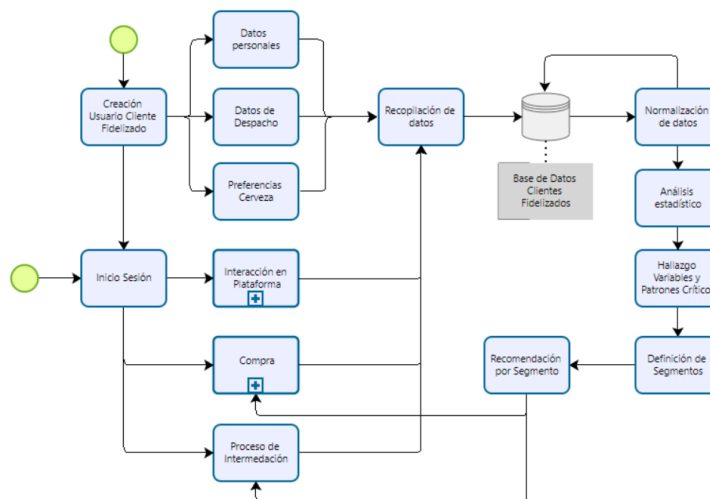 Datos
personales
Creación
Usuario Cliente
Fidelizado
Datos de
Despacho
Recopilación de
datos
Normalización
de datos
Preferencias
Cerveza
Base de Datos
Clientes
Fidelizados
Análisis
estadístico
Inicio Sesión
Interacción en
Plataforma
Hallazgo
Variables y
Patrones Crítico
Compra
Recomendación
por Segmento
Definición de
Segmentos
Proceso de
Intermedación